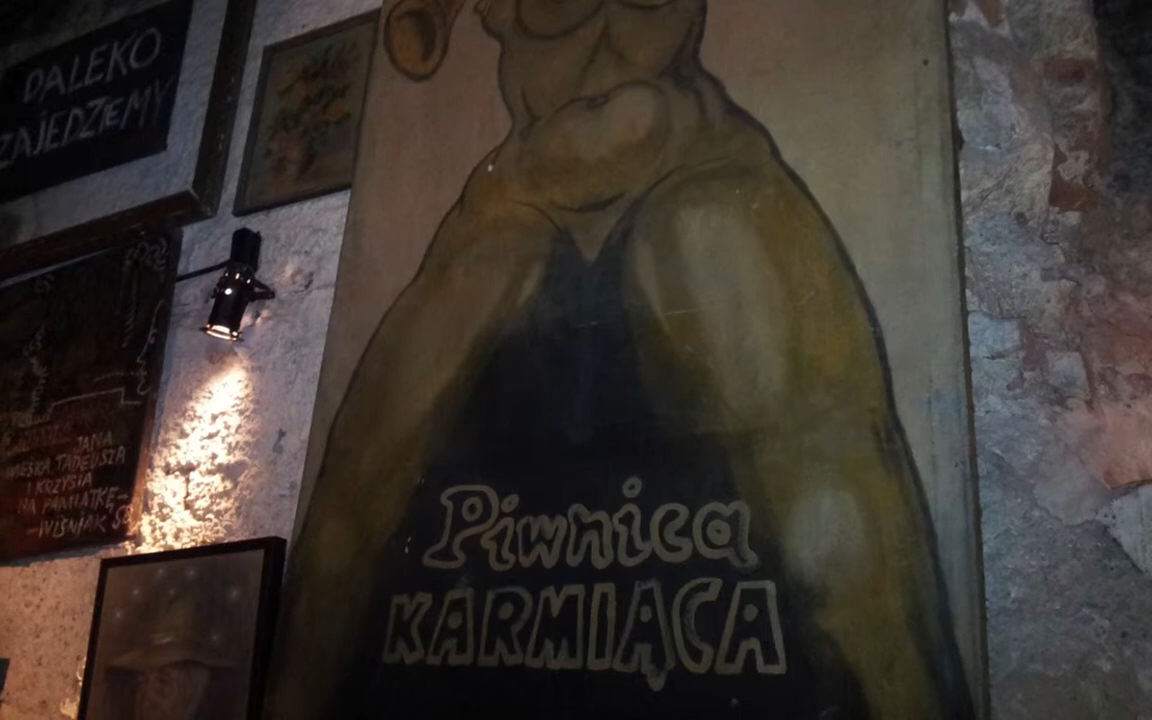 DALEKO
ZAJEDZIEMY
JANA
TADEUSZA
I KRZYSIA
NA PAMIĄTKĘ-
-WIŚNIAK
Piwnica
KARMIĄCA